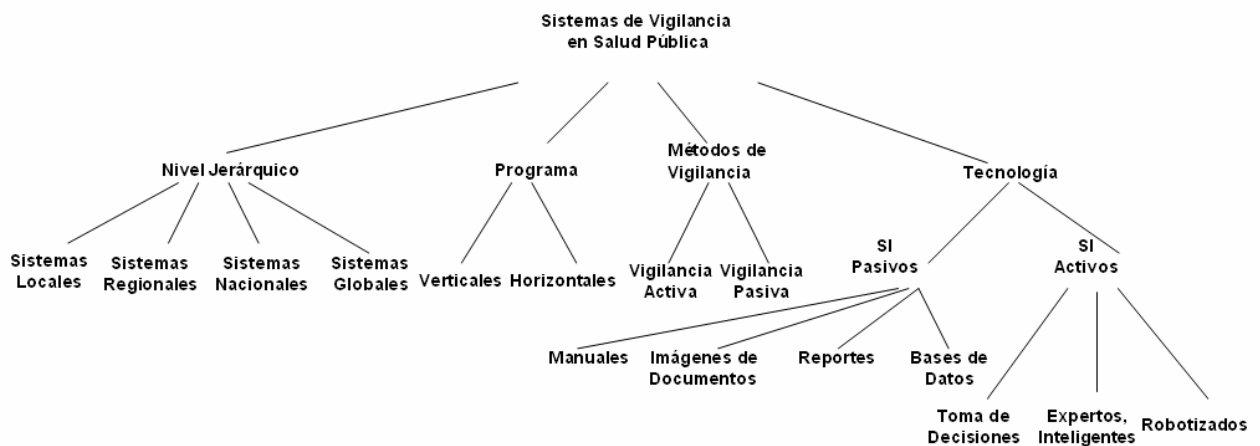 Sistemas de Vigilancia
en Salud Pública
Nivel Jerárquico
Programa
Métodos de
Vigilancia
Tecnología
Sistemas
Locales
Sistemas
Regionales
Sistemas
Nacionales
Sistemas
Globales
Verticales
Horizontales
Vigilancia
Activa
Vigilancia
Pasiva
SI
Pasivos
SI
Activos
Manuales
Imágenes de
Documentos
Reportes
Bases de
Datos
Toma de
Decisiones
Expertos,
Inteligentes
Robotizados